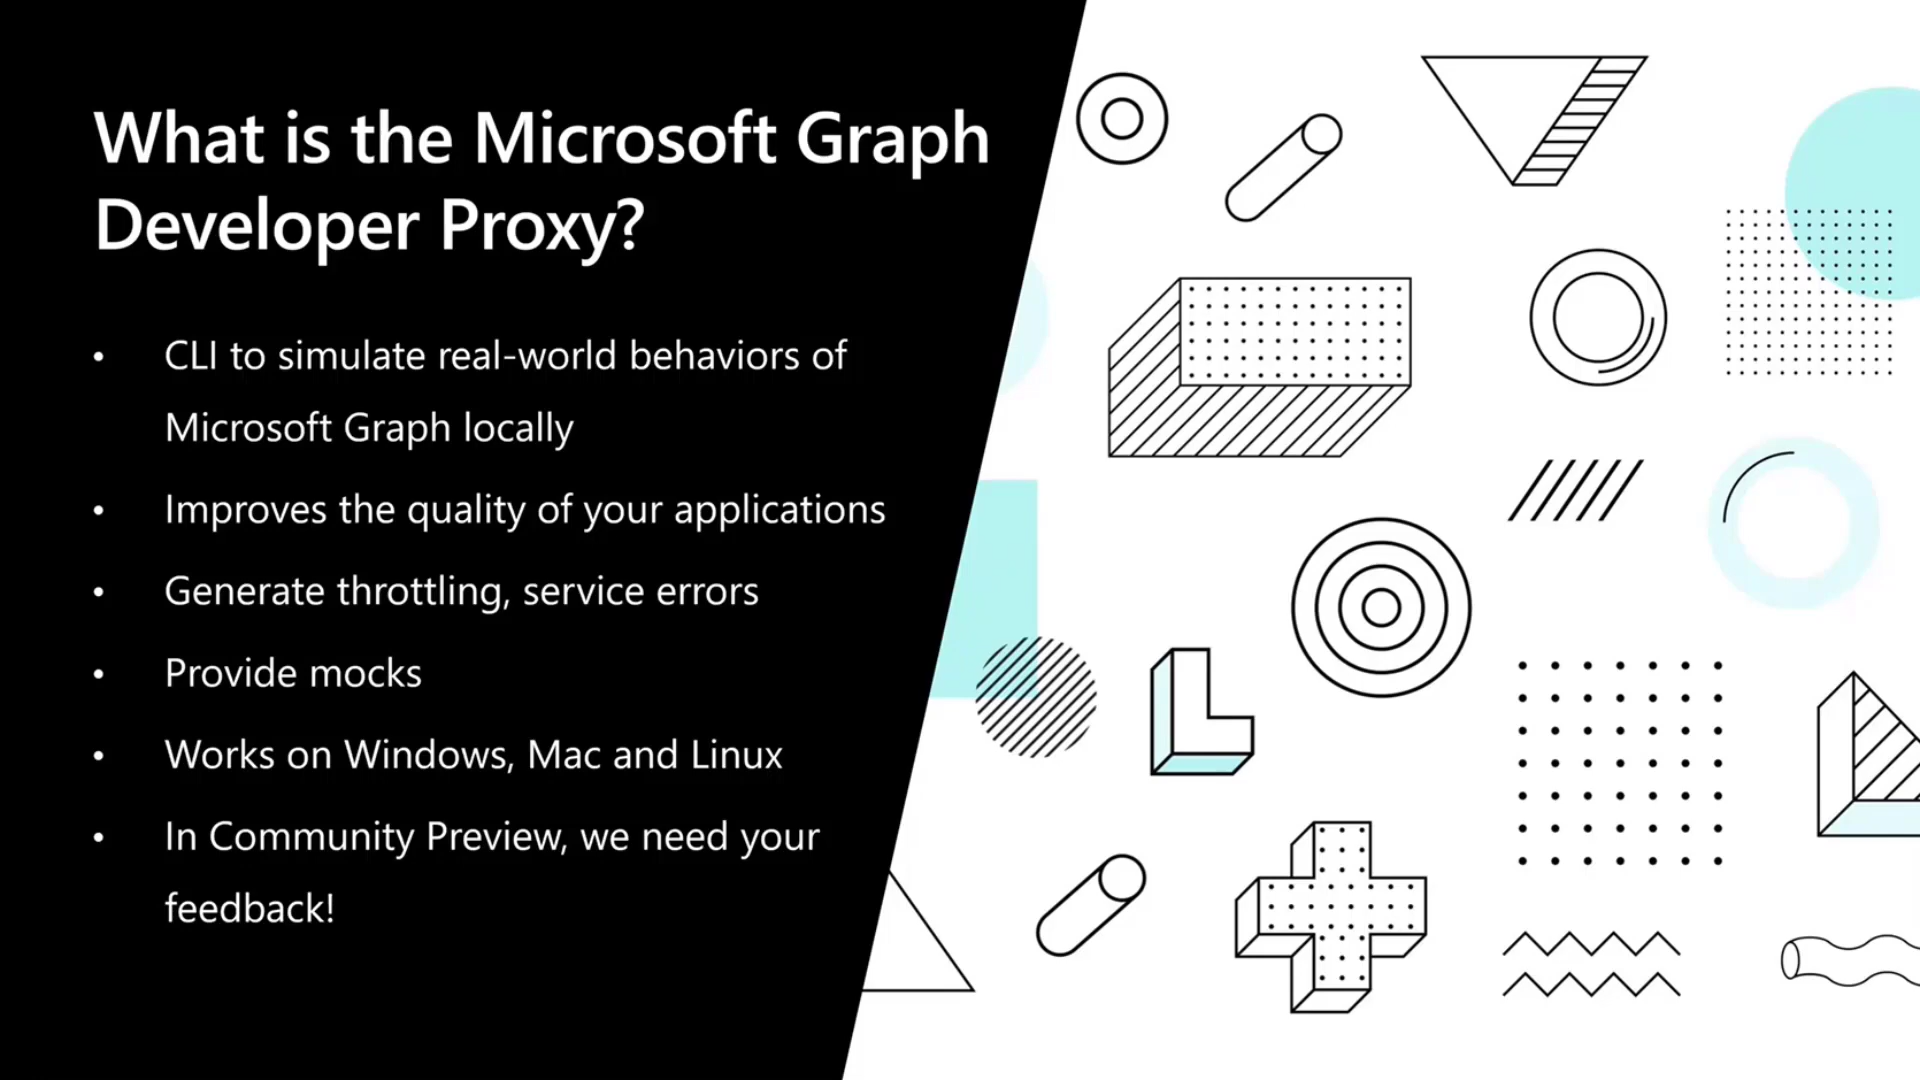 What is the Microsoft Graph
Developer Proxy?
• CLI to simulate real-world behaviors of
Microsoft Graph locally
• Improves the quality of your applications
• Generate throttling, service errors
• Provide mocks
• Works on Windows, Mac and Linux
• In Community Preview, we need your
feedback!